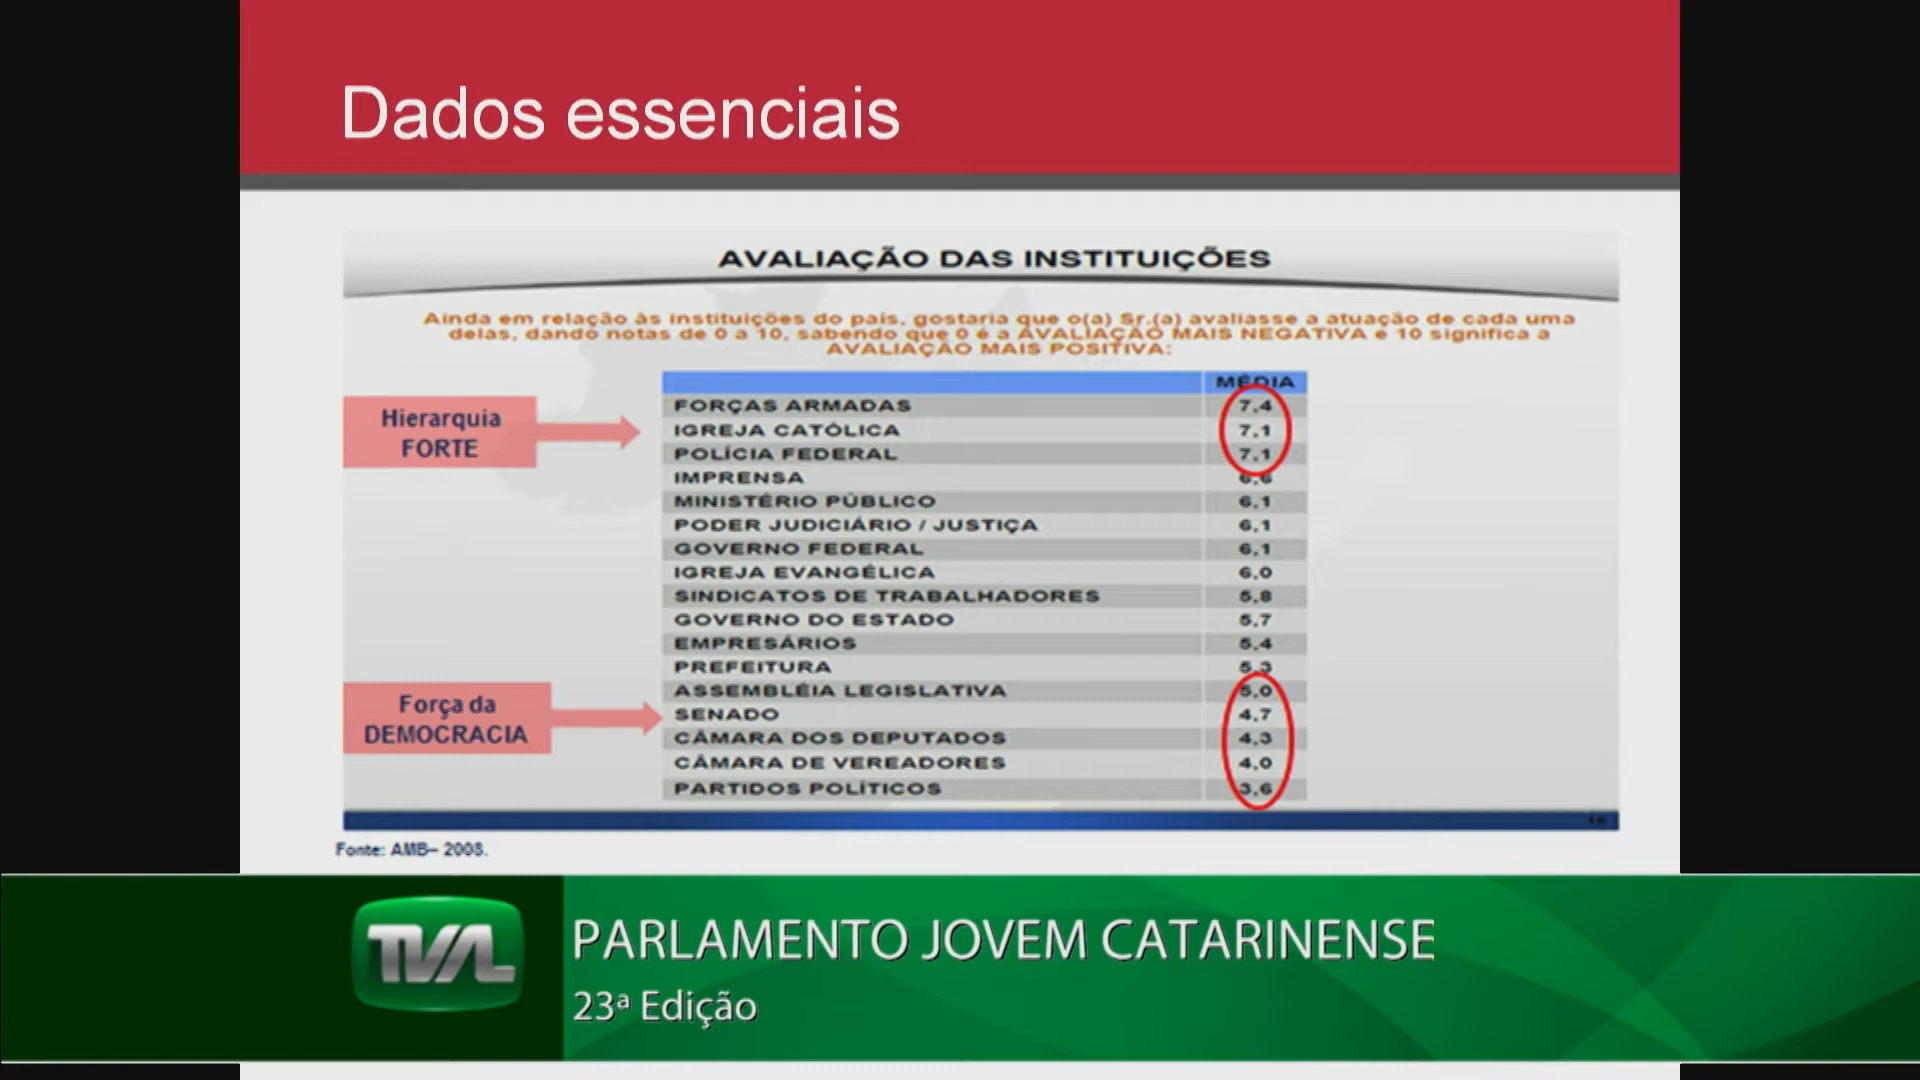 Dados essenciais
AVALIAÇÃO DAS INSTITUIÇÕES
Ainda em relação às instituições do país, gostaria que o(a) Sr.(a) avaliasse a atuação de cada uma
delas, dando notas de 0 a 10, sabendo que 0 é a AVALIAÇÃO MAIS NEGATIVA e 10 significa a
AVALIAÇÃO MAIS POSITIVA:
MÉDIA
FORÇAS ARMADAS 7,4
IGREJA CATÓLICA 7,1
POLÍCIA FEDERAL 7,1
IMPRENSA 6,6
MINISTÉRIO PÚBLICO 6,1
PODER JUDICIÁRIO / JUSTIÇA 6,1
GOVERNO FEDERAL 6,1
IGREJA EVANGÉLICA 6,0
SINDICATOS DE TRABALHADORES 5,8
GOVERNO DO ESTADO 5,7
EMPRESÁRIOS 5,4
PREFEITURA 5,3
ASSEMBLÉIA LEGISLATIVA 5,0
SENADO 4,7
CÂMARA DOS DEPUTADOS 4,3
CÂMARA DE VEREADORES 4,0
PARTIDOS POLÍTICOS 3,6
Hierarquia
FORTE
Força da
DEMOCRACIA
Fonte: AMB– 2008.
TVAL
PARLAMENTO JOVEM CATARINENSE
23ª Edição